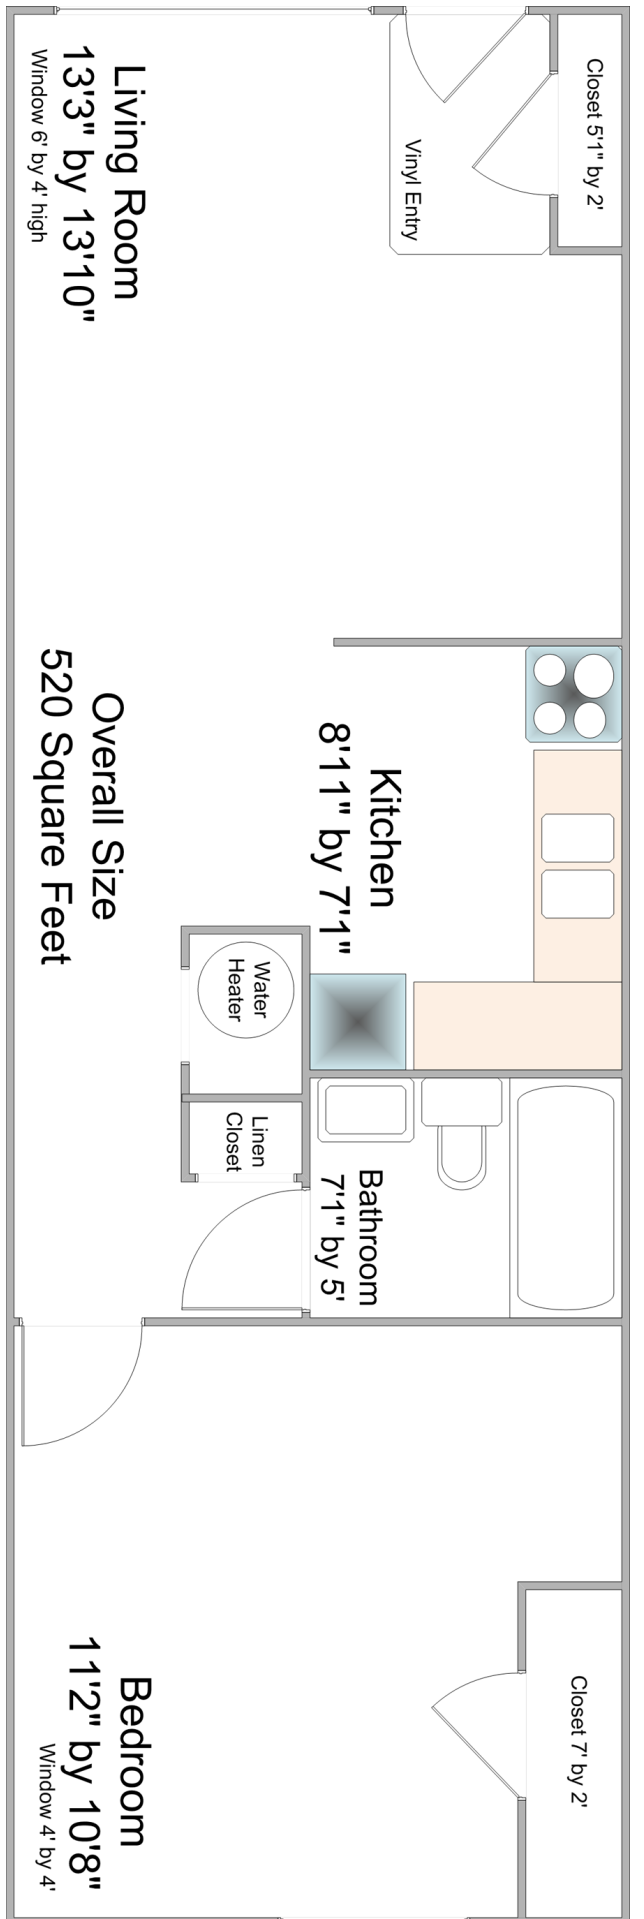 Closet 5'1" by 2'
Vinyl Entry
Living Room
13'3" by 13'10"
Window 6' by 4' high
Kitchen
8'11" by 7'1"
Overall Size
520 Square Feet
Water
Heater
Linen
Closet
Bathroom
7'1" by 5'
Closet 7' by 2'
Bedroom
11'2" by 10'8"
Window 4' by 4'